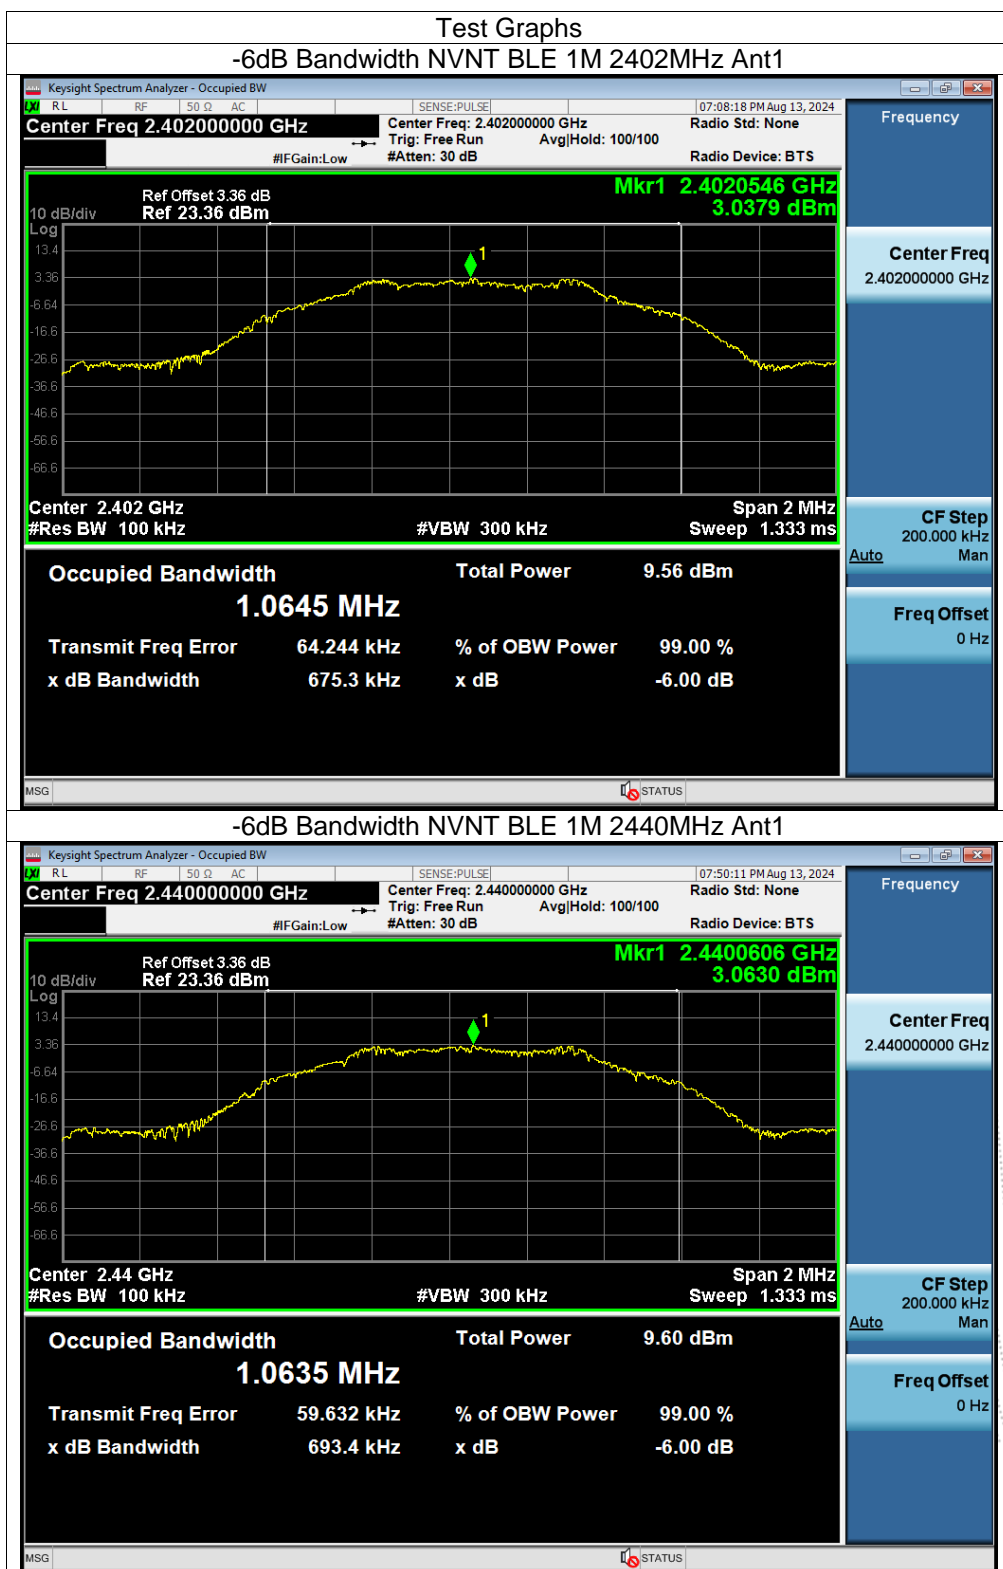 Test Graphs
-6dB Bandwidth NVNT BLE 1M 2402MHz Ant1
Keysight Spectrum Analyzer - Occupied BW
LXI RL RF 50 Ω AC SENSE:PULSE 07:08:18 PM Aug 13, 2024
Center Freq 2.402000000 GHz
Center Freq: 2.402000000 GHz
Radio Std: None
Trig: Free Run Avg|Hold: 100/100
#IFGain:Low #Atten: 30 dB Radio Device: BTS
Frequency
Mkr1 2.4020546 GHz
3.0379 dBm
Ref Offset 3.36 dB
10 dB/div Ref 23.36 dBm
Log
13.4
3.36
-6.64
-16.6
-26.6
-36.6
-46.6
-56.6
-66.6
1
Center 2.402 GHz Span 2 MHz
#Res BW 100 kHz #VBW 300 kHz Sweep 1.333 ms
Center Freq
2.402000000 GHz
CF Step
200.000 kHz
Auto Man
Freq Offset
0 Hz
Occupied Bandwidth Total Power 9.56 dBm
1.0645 MHz
Transmit Freq Error 64.244 kHz % of OBW Power 99.00 %
x dB Bandwidth 675.3 kHz x dB -6.00 dB
MSG STATUS
-6dB Bandwidth NVNT BLE 1M 2440MHz Ant1
Keysight Spectrum Analyzer - Occupied BW
LXI RL RF 50 Ω AC SENSE:PULSE 07:50:11 PM Aug 13, 2024
Center Freq 2.440000000 GHz
Center Freq: 2.440000000 GHz
Radio Std: None
Trig: Free Run Avg|Hold: 100/100
#IFGain:Low #Atten: 30 dB Radio Device: BTS
Frequency
Mkr1 2.4400606 GHz
3.0630 dBm
Ref Offset 3.36 dB
10 dB/div Ref 23.36 dBm
Log
13.4
3.36
-6.64
-16.6
-26.6
-36.6
-46.6
-56.6
-66.6
1
Center 2.44 GHz Span 2 MHz
#Res BW 100 kHz #VBW 300 kHz Sweep 1.333 ms
Center Freq
2.440000000 GHz
CF Step
200.000 kHz
Auto Man
Freq Offset
0 Hz
Occupied Bandwidth Total Power 9.60 dBm
1.0635 MHz
Transmit Freq Error 59.632 kHz % of OBW Power 99.00 %
x dB Bandwidth 693.4 kHz x dB -6.00 dB
MSG STATUS